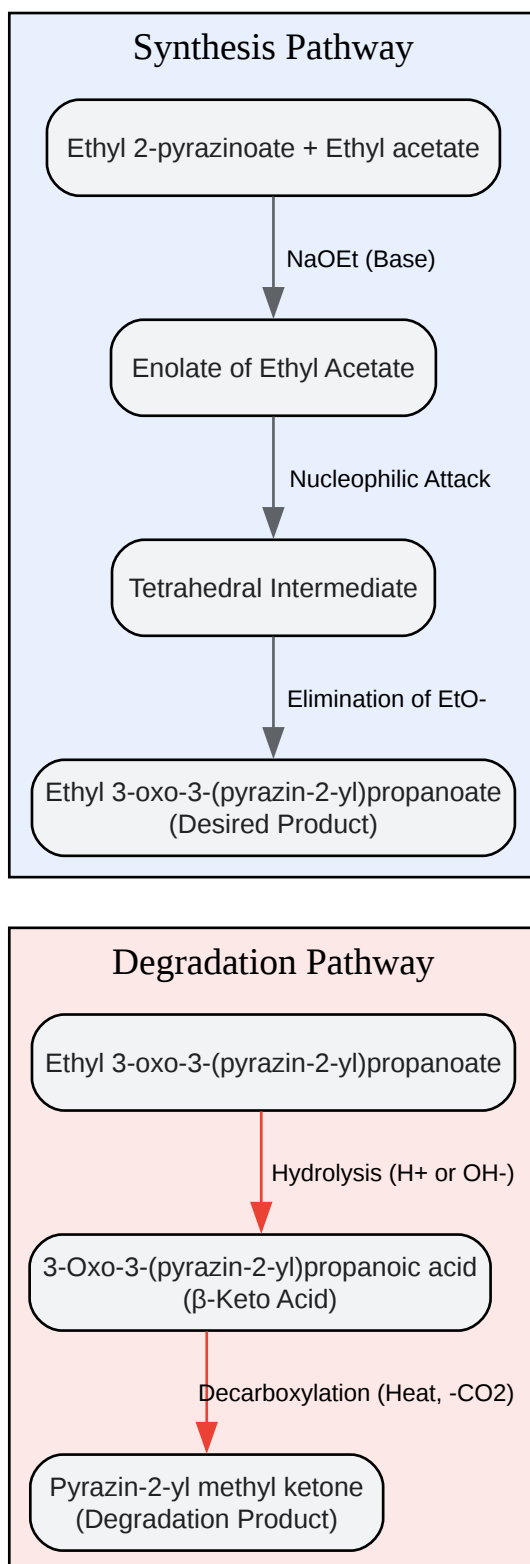 Synthesis Pathway
Ethyl 2-pyrazinoate + Ethyl acetate
NaOEt (Base)
Enolate of Ethyl Acetate
Nucleophilic Attack
Tetrahedral Intermediate
Elimination of EtO-
Ethyl 3-oxo-3-(pyrazin-2-yl)propanoate
(Desired Product)
Degradation Pathway
Ethyl 3-oxo-3-(pyrazin-2-yl)propanoate
Hydrolysis (H+ or OH-)
3-Oxo-3-(pyrazin-2-yl)propanoic acid
(β-Keto Acid)
Decarboxylation (Heat, -CO2)
Pyrazin-2-yl methyl ketone
(Degradation Product)